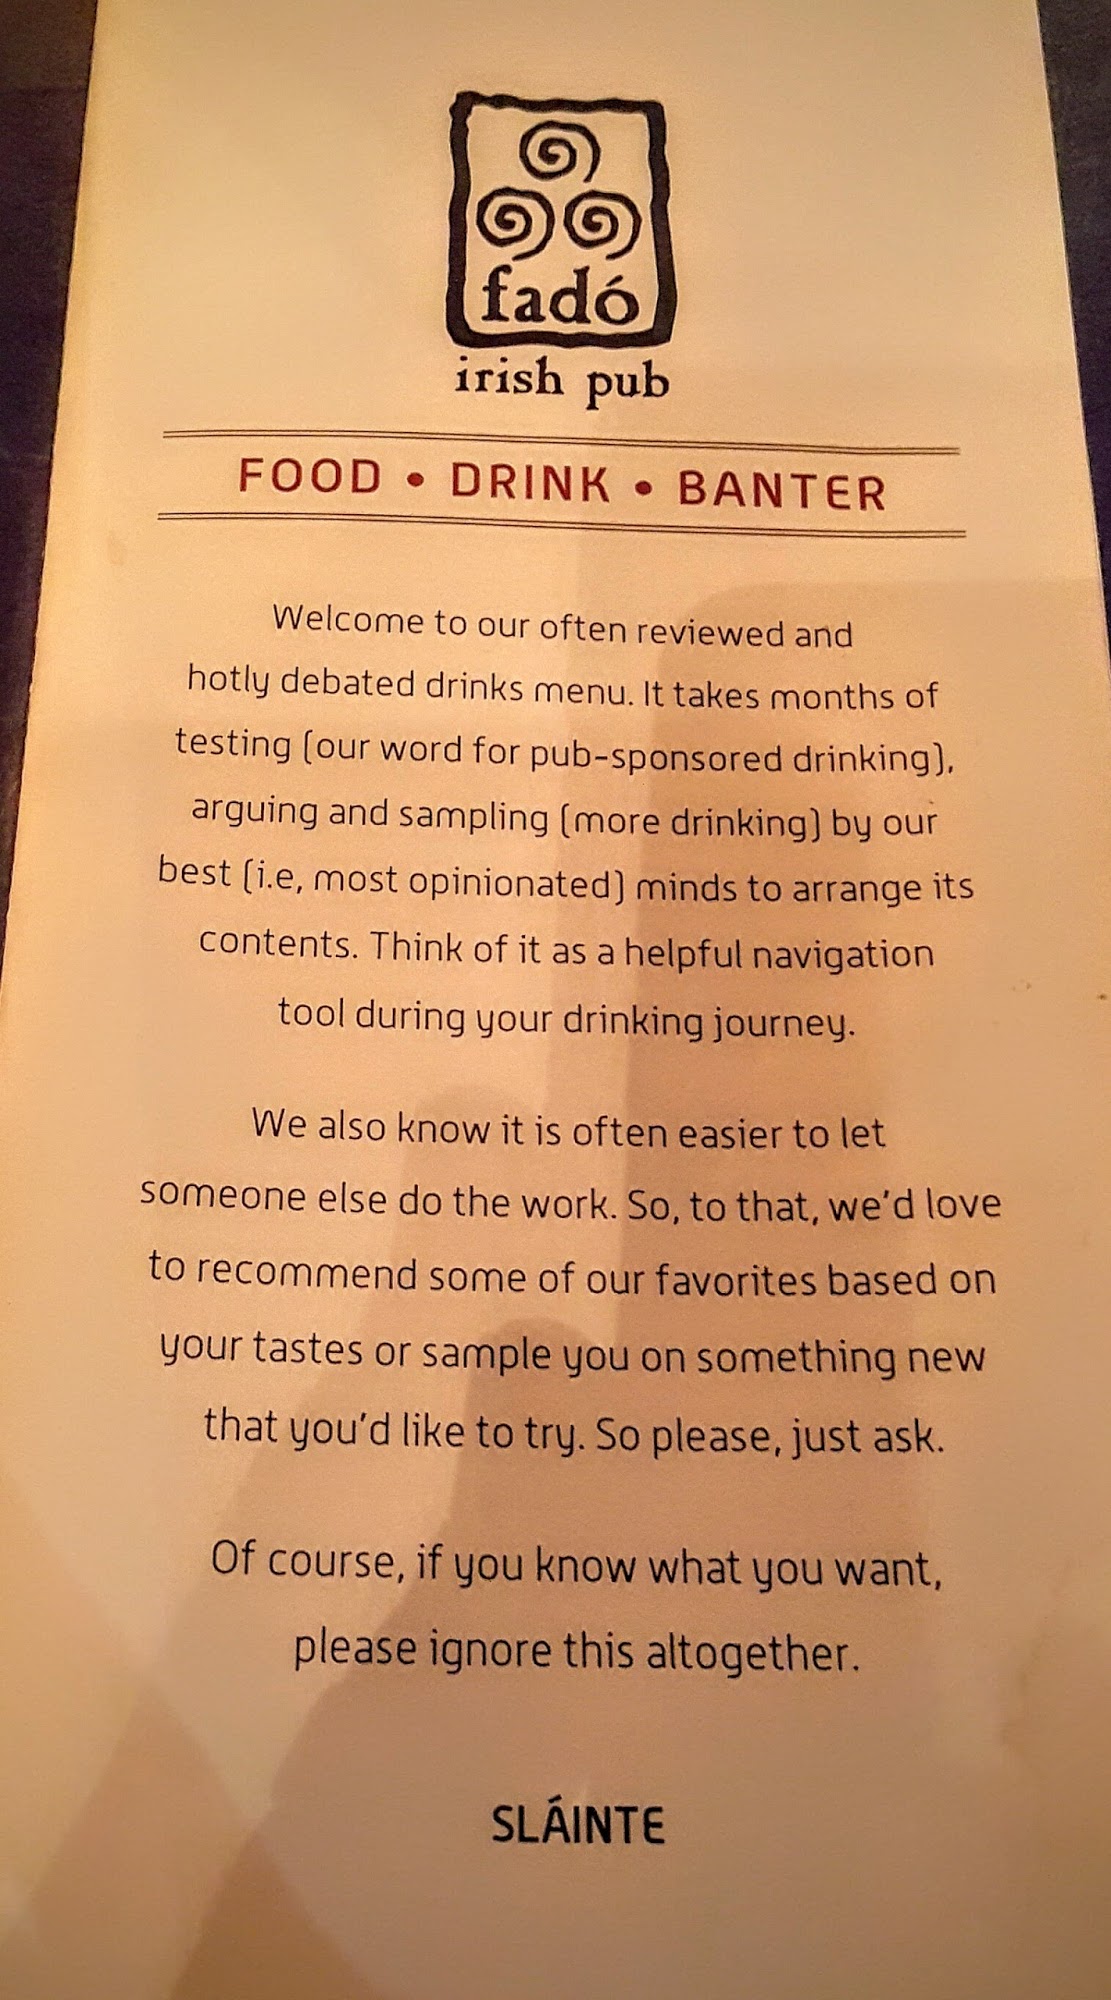 fadó
irish pub
FOOD • DRINK • BANTER
Welcome to our often reviewed and
hotly debated drinks menu. It takes months of
testing (our word for pub-sponsored drinking),
arguing and sampling (more drinking) by our
best (i.e, most opinionated) minds to arrange its
contents. Think of it as a helpful navigation
tool during your drinking journey.
We also know it is often easier to let
someone else do the work. So, to that, we'd love
to recommend some of our favorites based on
your tastes or sample you on something new
that you'd like to try. So please, just ask.
Of course, if you know what you want,
please ignore this altogether.
SLÁINTE